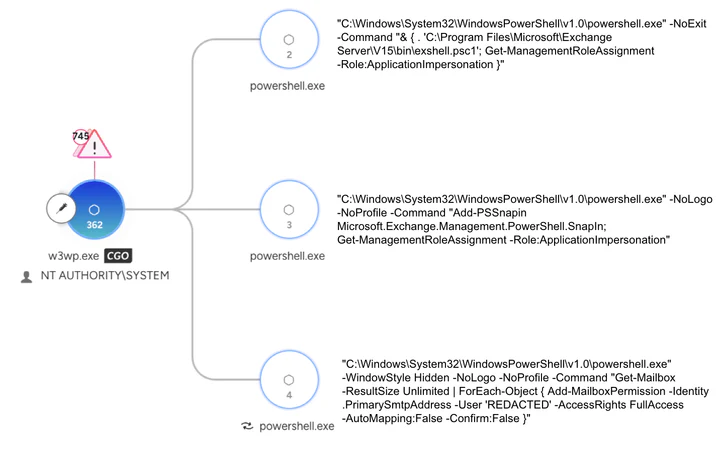 "C:\Windows\System32\WindowsPowerShell\v1.0\powershell.exe" -NoExit
-Command "& { . 'C:\Program Files\Microsoft\Exchange
Server\V15\bin\exshell.psc1'; Get-ManagementRoleAssignment
-Role:ApplicationImpersonation }"
2
powershell.exe
745
!
362
w3wp.exe CGO
NT AUTHORITY\SYSTEM
"C:\Windows\System32\WindowsPowerShell\v1.0\powershell.exe" -NoLogo
-NoProfile -Command "Add-PSSnapin
Microsoft.Exchange.Management.PowerShell.SnapIn;
Get-ManagementRoleAssignment -Role:ApplicationImpersonation"
3
powershell.exe
"C:\Windows\System32\WindowsPowerShell\v1.0\powershell.exe"
-WindowStyle Hidden -NoLogo -NoProfile -Command "Get-Mailbox
-ResultSize Unlimited | ForEach-Object { Add-MailboxPermission -Identity
.PrimarySmtpAddress -User 'REDACTED' -AccessRights FullAccess
-AutoMapping:False -Confirm:False }"
4
powershell.exe